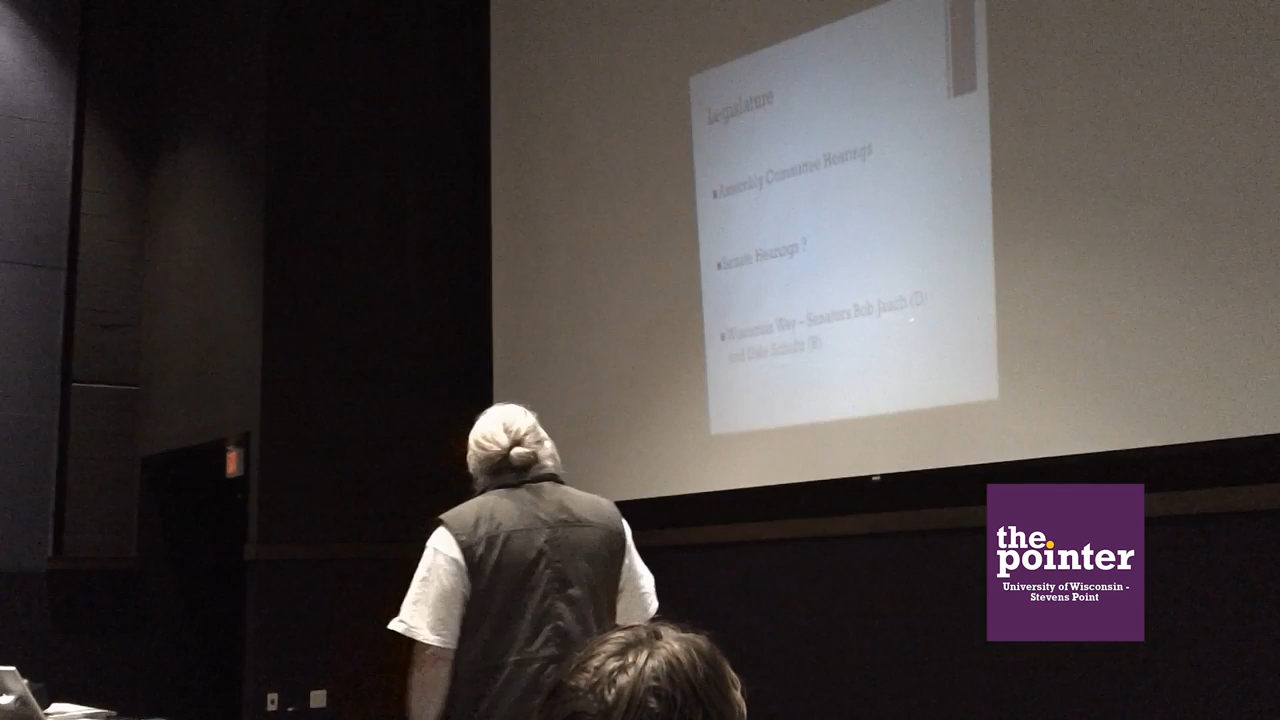 Legislature
Assembly Committee Hearings
Senate Hearings ?
Wisconsin Way – Senators Bob Jauch (D)
and Dale Schultz (R)
the pointer
University of Wisconsin -
Stevens Point